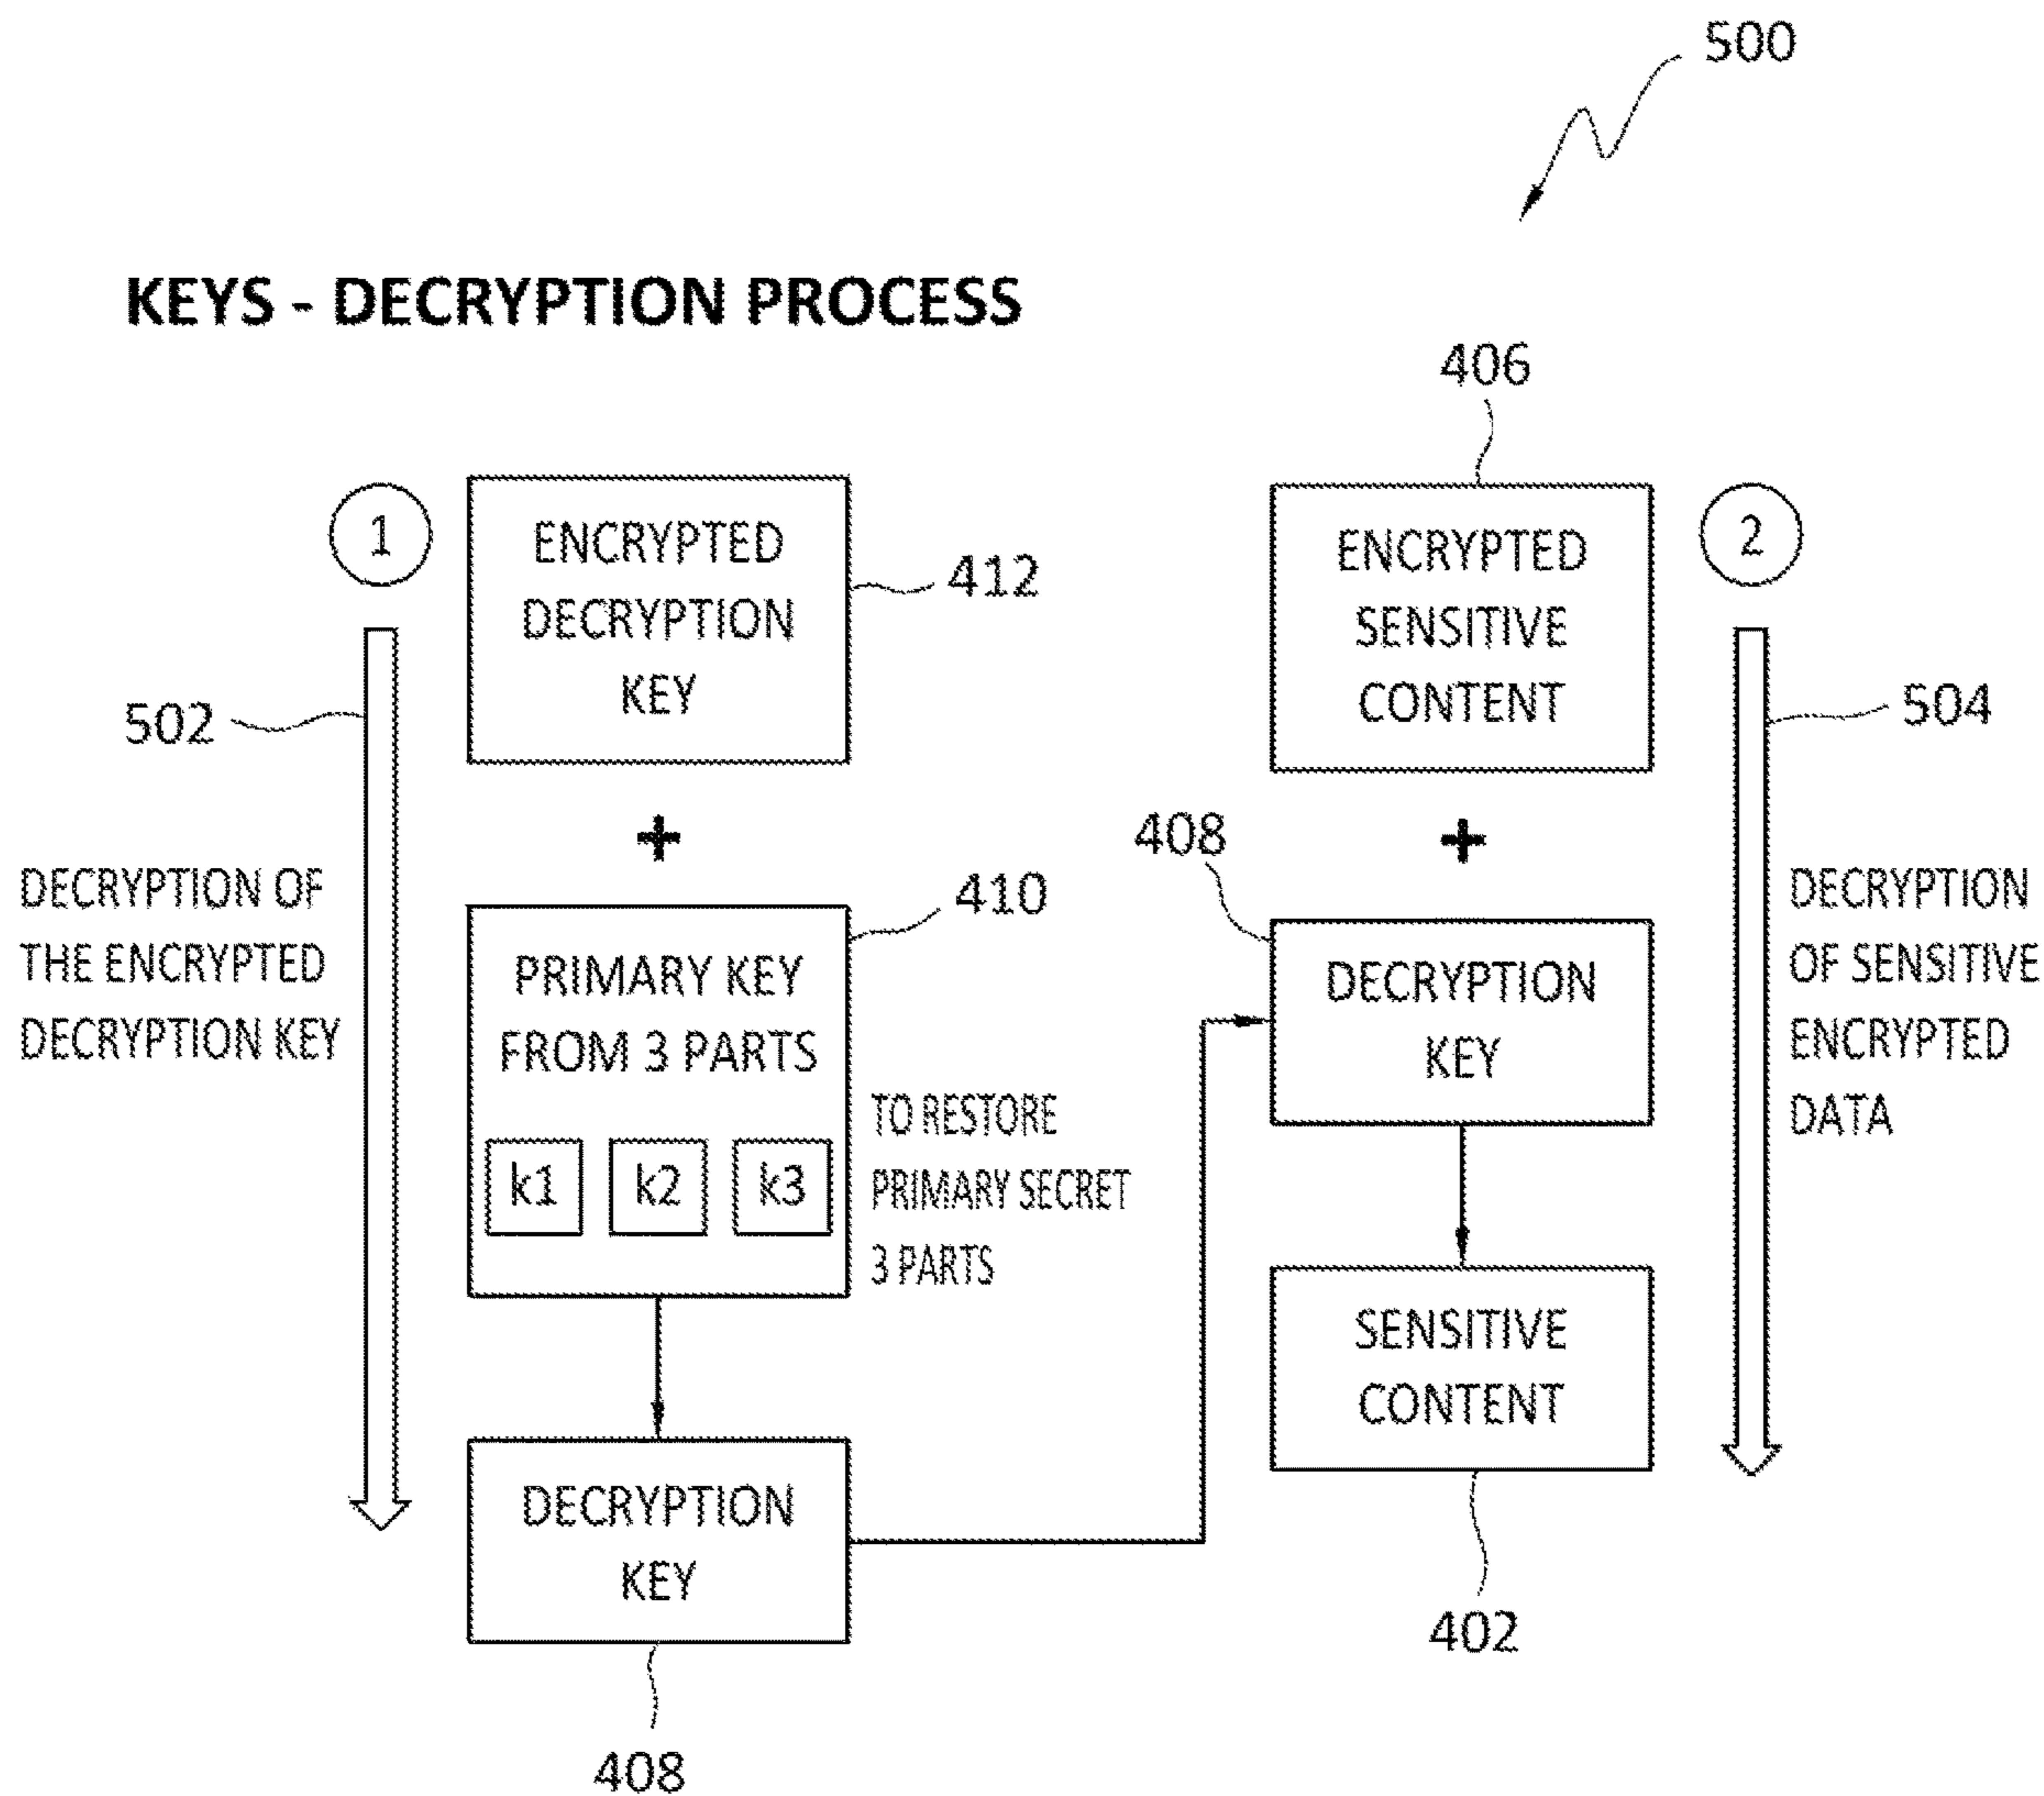 500
KEYS - DECRYPTION PROCESS
1
ENCRYPTED
DECRYPTION
KEY
412
502
DECRYPTION OF
THE ENCRYPTED
DECRYPTION KEY
+
410
PRIMARY KEY
FROM 3 PARTS
k1 k2 k3
TO RESTORE
PRIMARY SECRET
3 PARTS
DECRYPTION
KEY
408
406
ENCRYPTED
SENSITIVE
CONTENT
2
504
+
408
DECRYPTION
KEY
DECRYPTION
OF SENSITIVE
ENCRYPTED
DATA
SENSITIVE
CONTENT
402